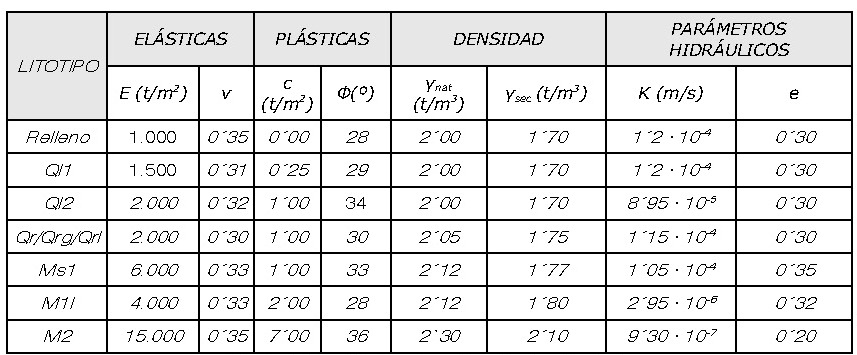 LITOTIPO ELÁSTICAS PLÁSTICAS DENSIDAD PARÁMETROS HIDRÁULICOS
E (t/m²) ν c (t/m²) Φ(º) γnat (t/m³) γsec (t/m³) K (m/s) e
Relleno 1.000 0´35 0´00 28 2´00 1´70 1´2 · 10⁻⁴ 0´30
Ql1 1.500 0´31 0´25 29 2´00 1´70 1´2 · 10⁻⁴ 0´30
Ql2 2.000 0´32 1´00 34 2´00 1´70 8´95 · 10⁻⁵ 0´30
Qr/Qrg/Qrl 2.000 0´30 1´00 30 2´05 1´75 1´15 · 10⁻⁴ 0´30
Ms1 6.000 0´33 1´00 33 2´12 1´77 1´05 · 10⁻⁴ 0´35
M1l 4.000 0´33 2´00 28 2´12 1´80 2´95 · 10⁻⁶ 0´32
M2 15.000 0´35 7´00 36 2`30 2´10 9´30 · 10⁻⁷ 0´20